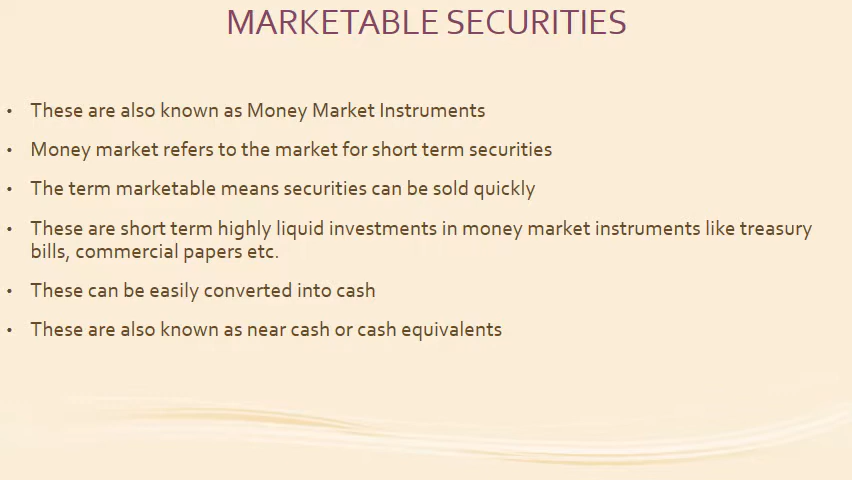 MARKETABLE SECURITIES
• These are also known as Money Market Instruments
• Money market refers to the market for short term securities
• The term marketable means securities can be sold quickly
• These are short term highly liquid investments in money market instruments like treasury
bills, commercial papers etc.
• These can be easily converted into cash
• These are also known as near cash or cash equivalents